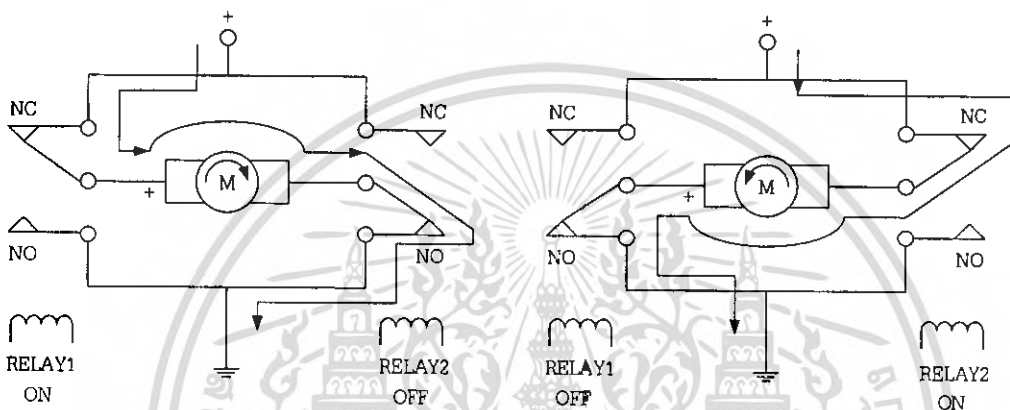 +
NC
NC
+
M
NO
NO
RELAY1
ON
RELAY2
OFF
+
NC
NC
+
M
NO
NO
RELAY1
OFF
RELAY2
ON